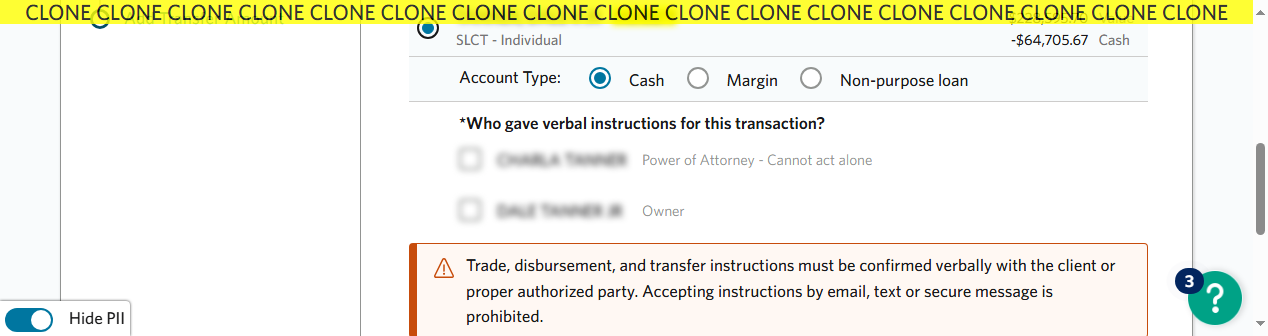 CLONE CLONE CLONE CLONE CLONE CLONE CLONE CLONE CLONE CLONE CLONE CLONE CLONE CLONE CLONE CLONE CLONE
SLCT - Individual
-$64,705.67 Cash
Account Type: Cash Margin Non-purpose loan
*Who gave verbal instructions for this transaction?
Power of Attorney - Cannot act alone
Owner
Trade, disbursement, and transfer instructions must be confirmed verbally with the client or
proper authorized party. Accepting instructions by email, text or secure message is
prohibited.
3
?
Hide PII